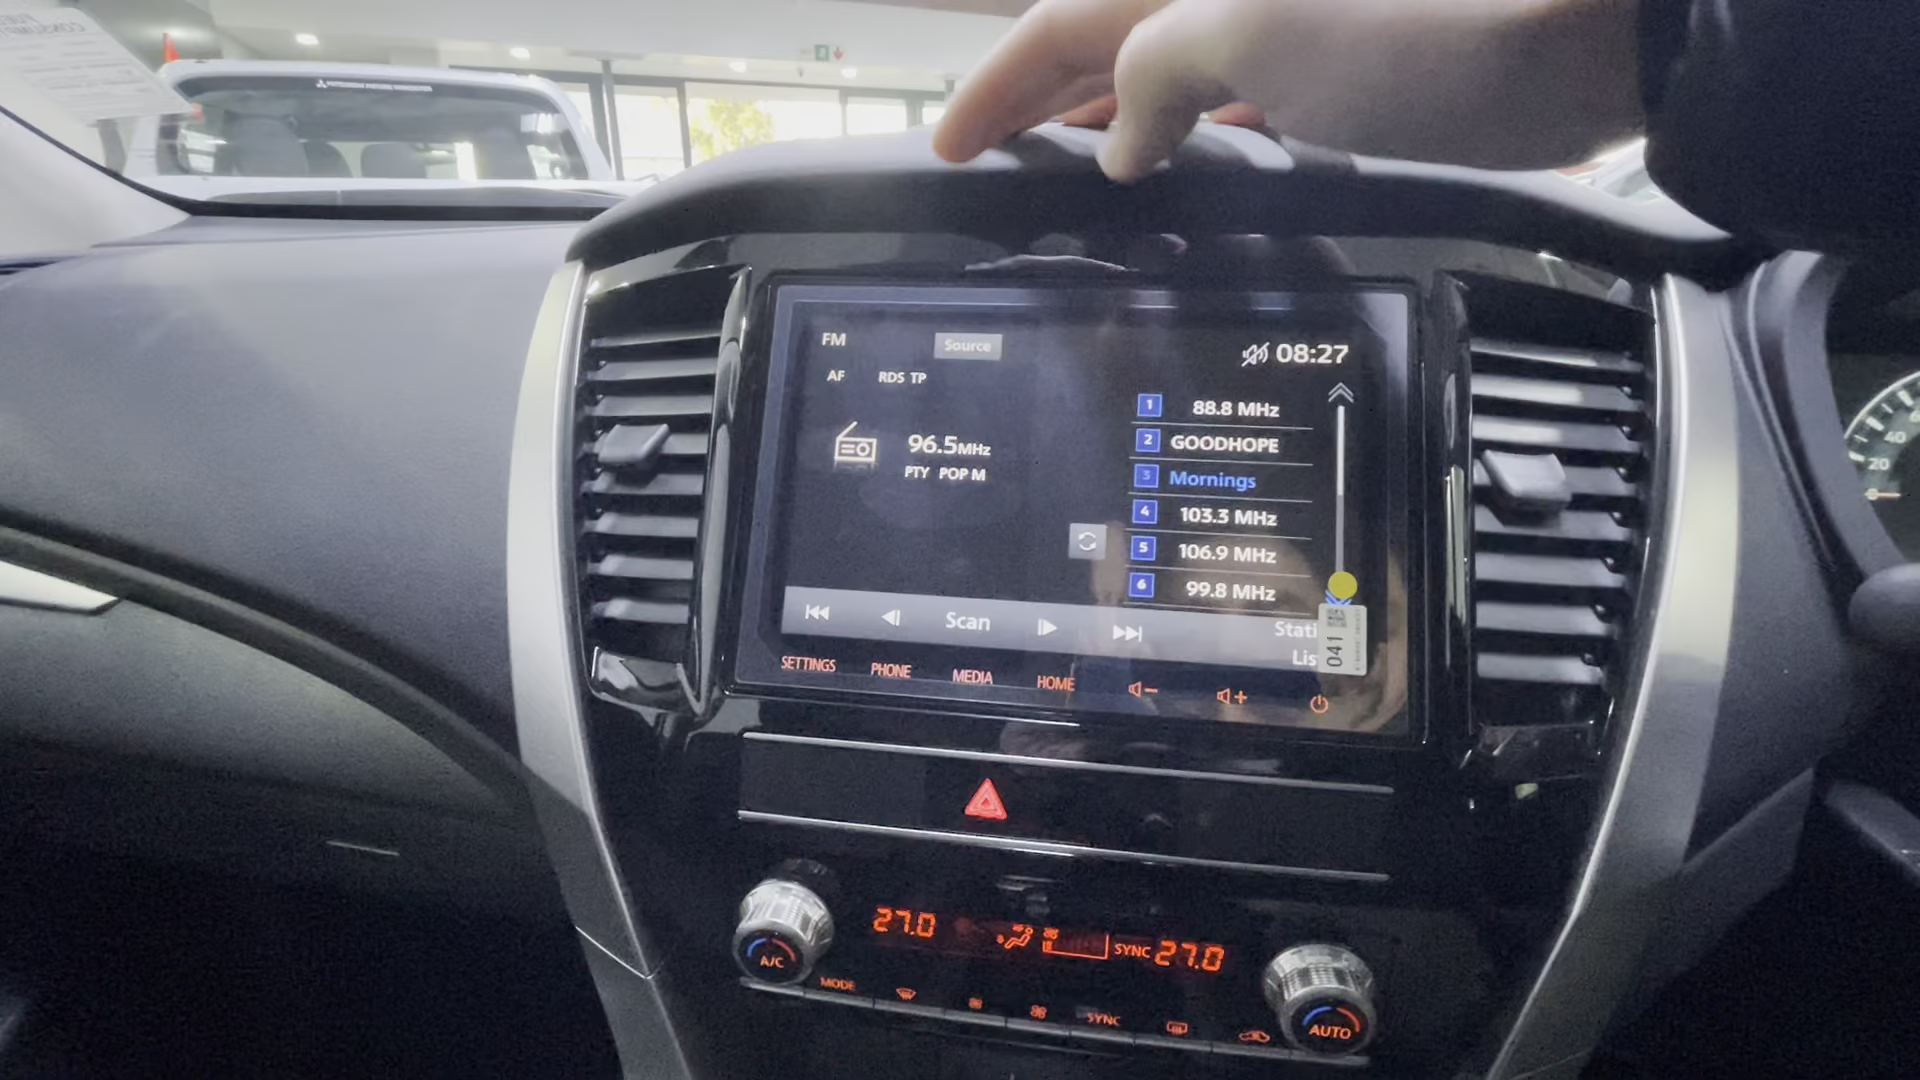 FM
Source
08:27
AF
RDS TP
96.5MHz
PTY POP M
1 88.8 MHz
2 GOODHOPE
3 Mornings
4 103.3 MHz
5 106.9 MHz
6 99.8 MHz
Scan
Stati
Lis
041
SETTINGS
PHONE
MEDIA
HOME
27.0
SYNC
27.0
A/C
MODE
SYNC
AUTO
40
20